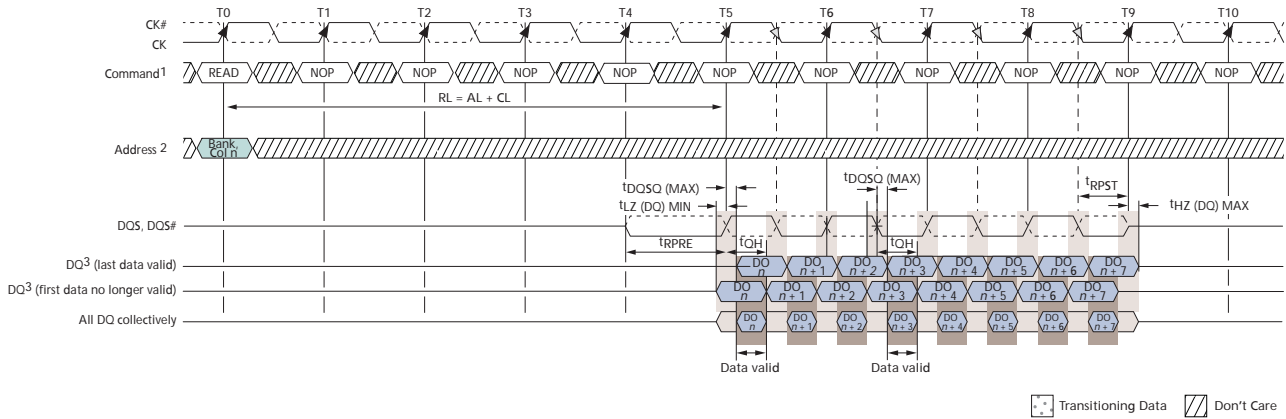 T0 T1 T2 T3 T4 T5 T6 T7 T8 T9 T10
CK#
CK
Command1 READ NOP NOP NOP NOP NOP NOP NOP NOP NOP NOP
RL = AL + CL
Address 2 Bank, Col n
tDQSQ (MAX) tDQSQ (MAX) tRPST
tLZ (DQ) MIN tHZ (DQ) MAX
DQS, DQS#
tRPRE tQH tQH
DQ3 (last data valid) DO n DO n + 1 DO n + 2 DO n + 3 DO n + 4 DO n + 5 DO n + 6 DO n + 7
DQ3 (first data no longer valid) DO n DO n + 1 DO n + 2 DO n + 3 DO n + 4 DO n + 5 DO n + 6 DO n + 7
All DQ collectively DO n DO n + 1 DO n + 2 DO n + 3 DO n + 4 DO n + 5 DO n + 6 DO n + 7
Data valid Data valid
Transitioning Data Don't Care